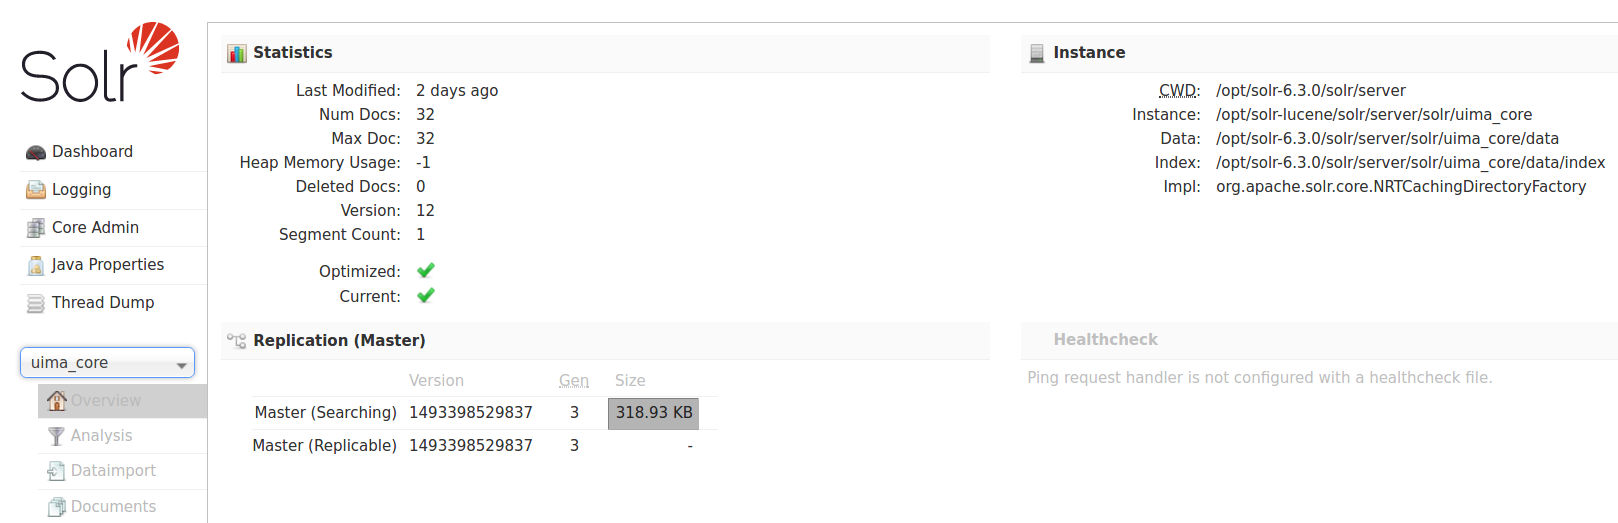 Solr
Dashboard
Logging
Core Admin
Java Properties
Thread Dump
uima_core
Overview
Analysis
Dataimport
Documents
Statistics
Last Modified: 2 days ago
Num Docs: 32
Max Doc: 32
Heap Memory Usage: -1
Deleted Docs: 0
Version: 12
Segment Count: 1
Optimized:
Current:
Instance
CWD: /opt/solr-6.3.0/solr/server
Instance: /opt/solr-lucene/solr/server/solr/uima_core
Data: /opt/solr-6.3.0/solr/server/solr/uima_core/data
Index: /opt/solr-6.3.0/solr/server/solr/uima_core/data/index
Impl: org.apache.solr.core.NRTCachingDirectoryFactory
Replication (Master)
Version Gen Size
Master (Searching) 1493398529837 3 318.93 KB
Master (Replicable) 1493398529837 3 -
Healthcheck
Ping request handler is not configured with a healthcheck file.